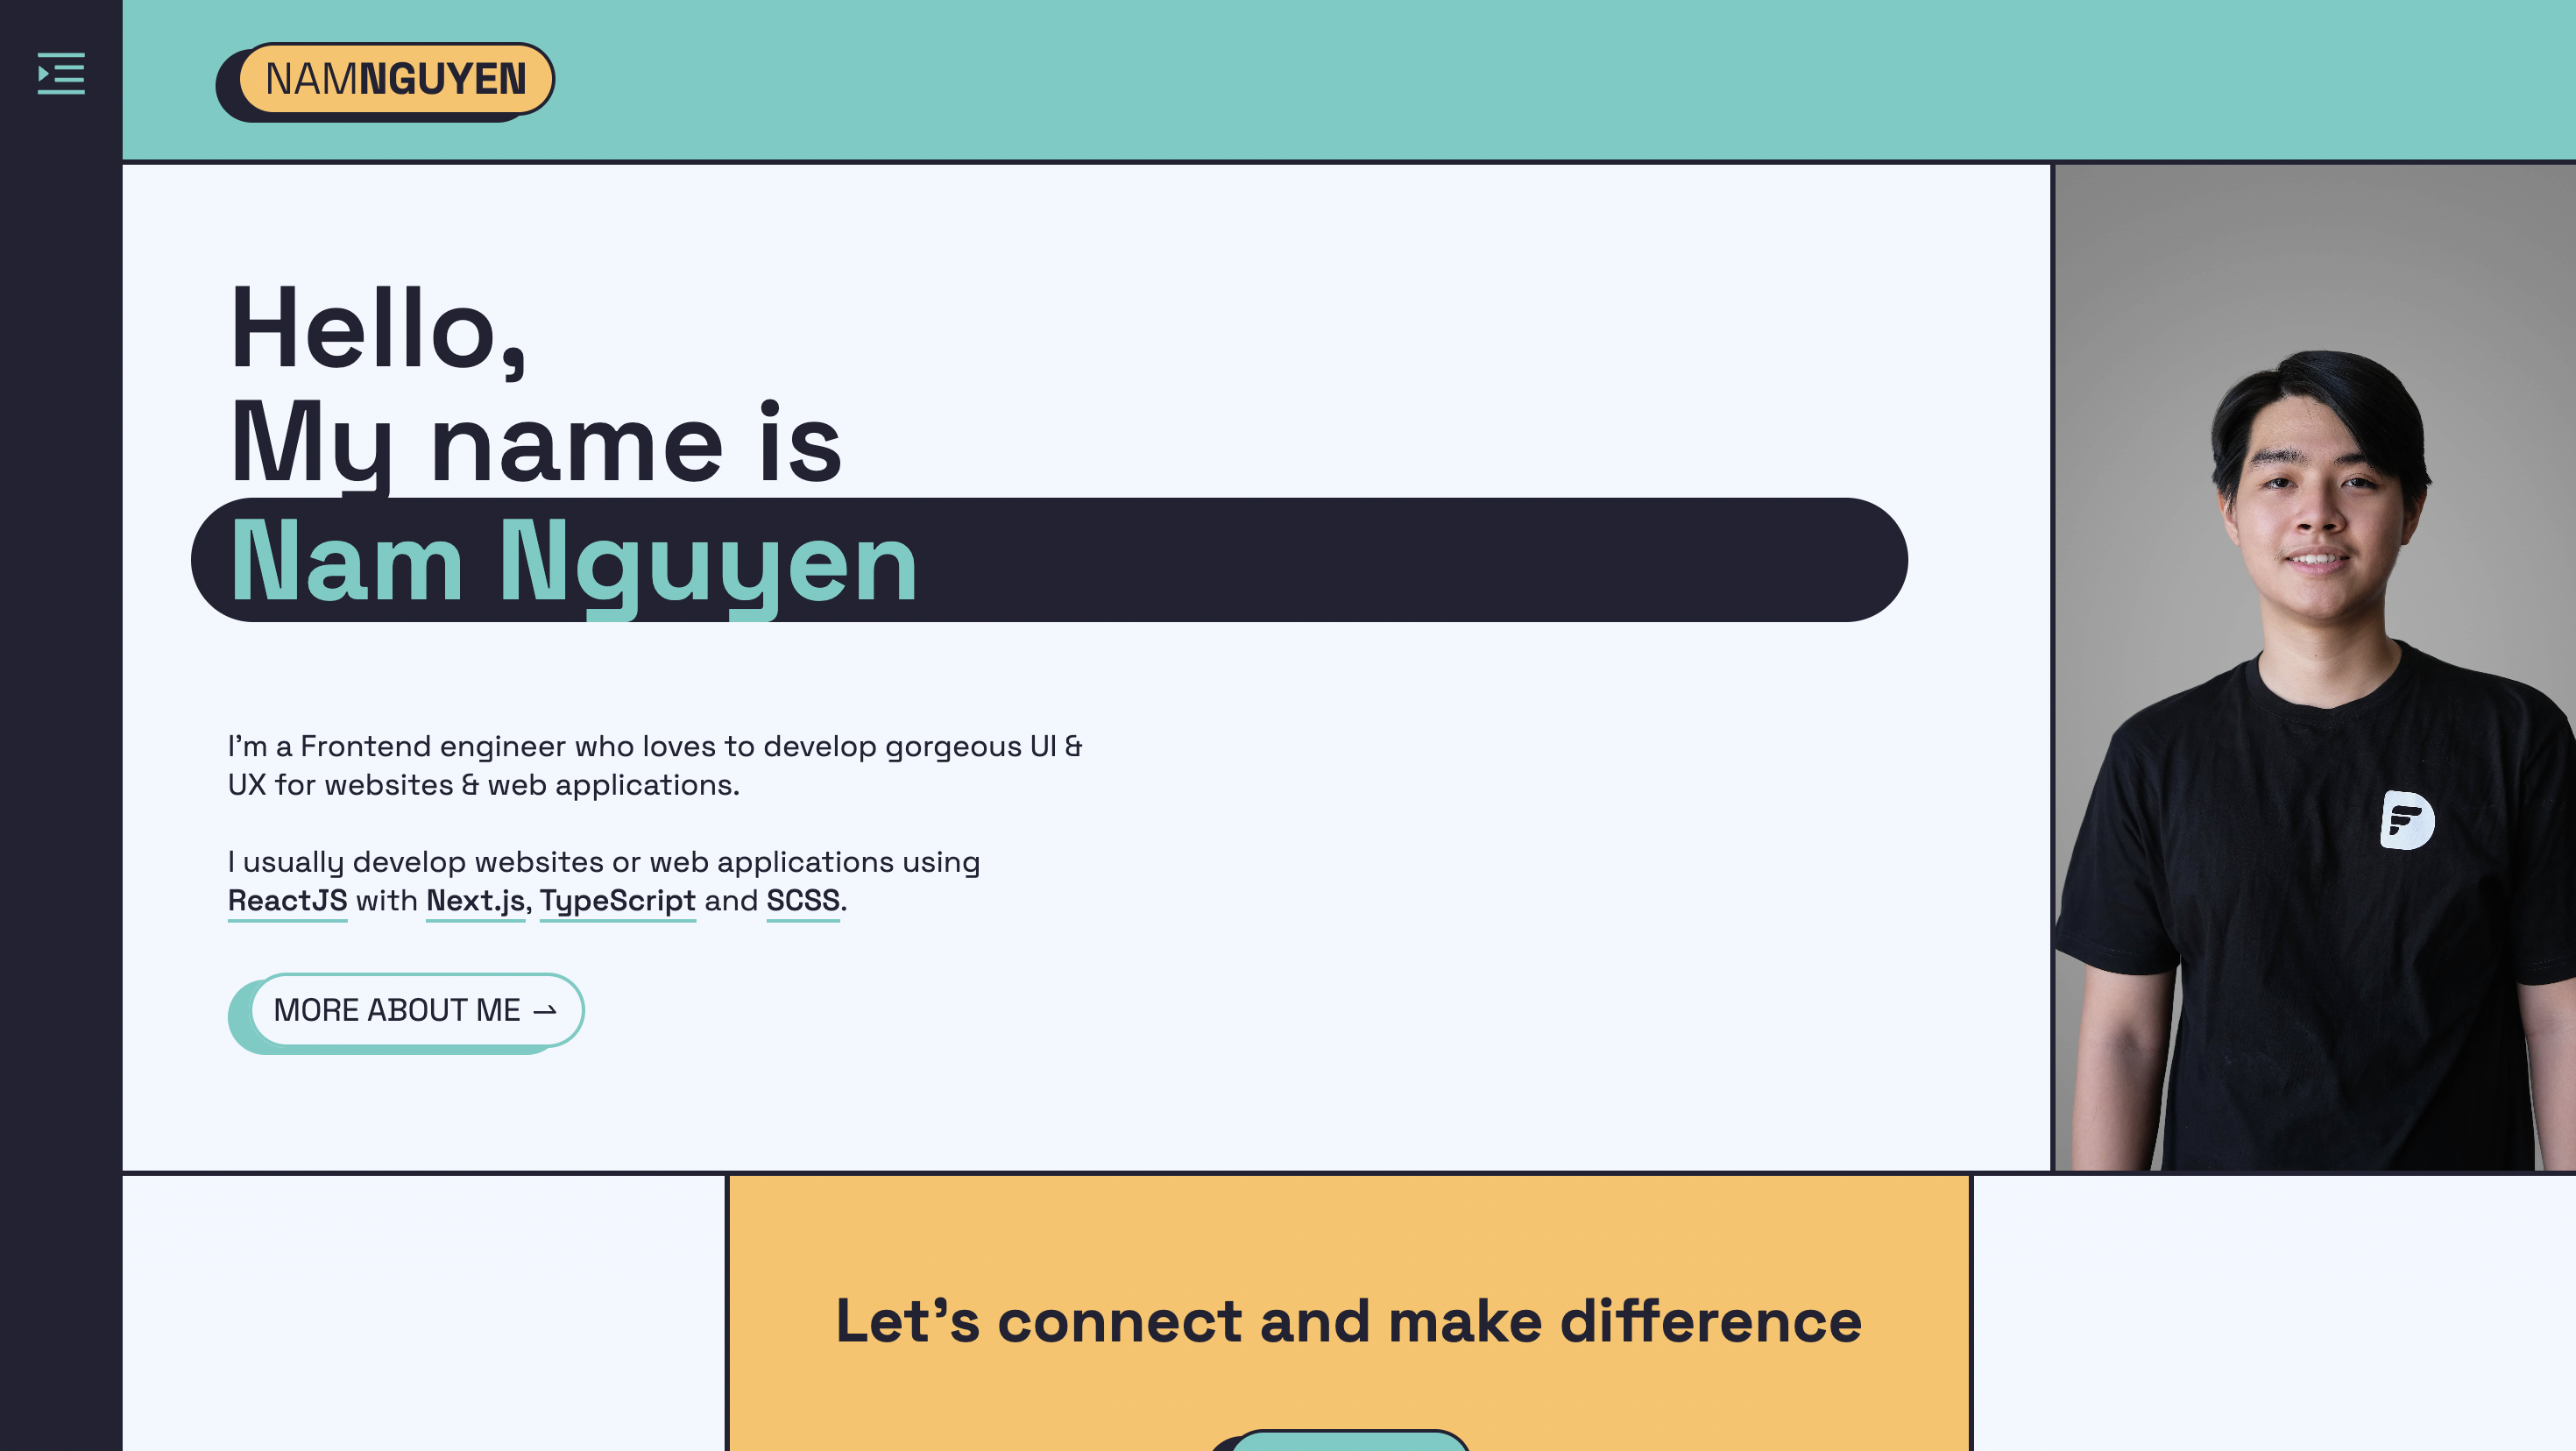 NAMNGUYEN
Hello,
My name is
Nam Nguyen
I'm a Frontend engineer who loves to develop gorgeous UI &
UX for websites & web applications.
I usually develop websites or web applications using
ReactJS with Next.js, TypeScript and SCSS.
MORE ABOUT ME →
Let's connect and make difference